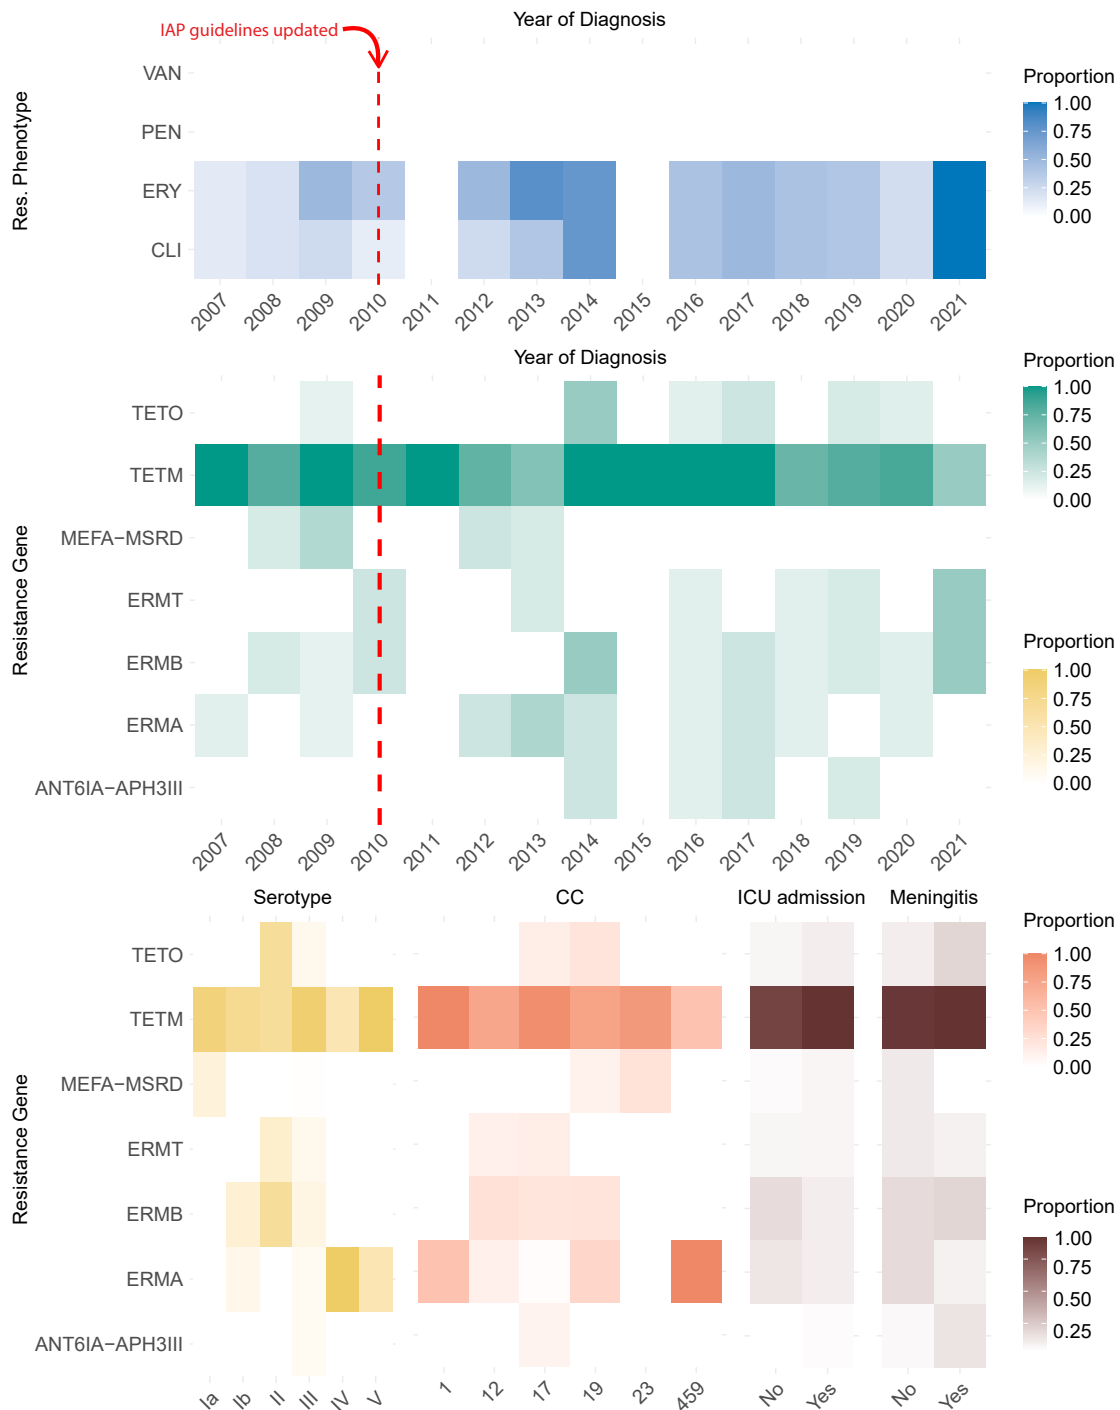 Year of Diagnosis
IAP guidelines updated
Res. Phenotype
VAN
PEN
ERY
CLI
2007 2008 2009 2010 2011 2012 2013 2014 2015 2016 2017 2018 2019 2020 2021
Proportion
1.00
0.75
0.50
0.25
0.00
Year of Diagnosis
Resistance Gene
TETO
TETM
MEFA−MSRD
ERMT
ERMB
ERMA
ANT6IA−APH3III
2007 2008 2009 2010 2011 2012 2013 2014 2015 2016 2017 2018 2019 2020 2021
Proportion
1.00
0.75
0.50
0.25
0.00
Proportion
1.00
0.75
0.50
0.25
0.00
Serotype CC ICU admission Meningitis
Resistance Gene
TETO
TETM
MEFA−MSRD
ERMT
ERMB
ERMA
ANT6IA−APH3III
Ia Ib II III IV V 1 12 17 19 23 459 No Yes No Yes
Proportion
1.00
0.75
0.50
0.25
0.00
Proportion
1.00
0.75
0.50
0.25